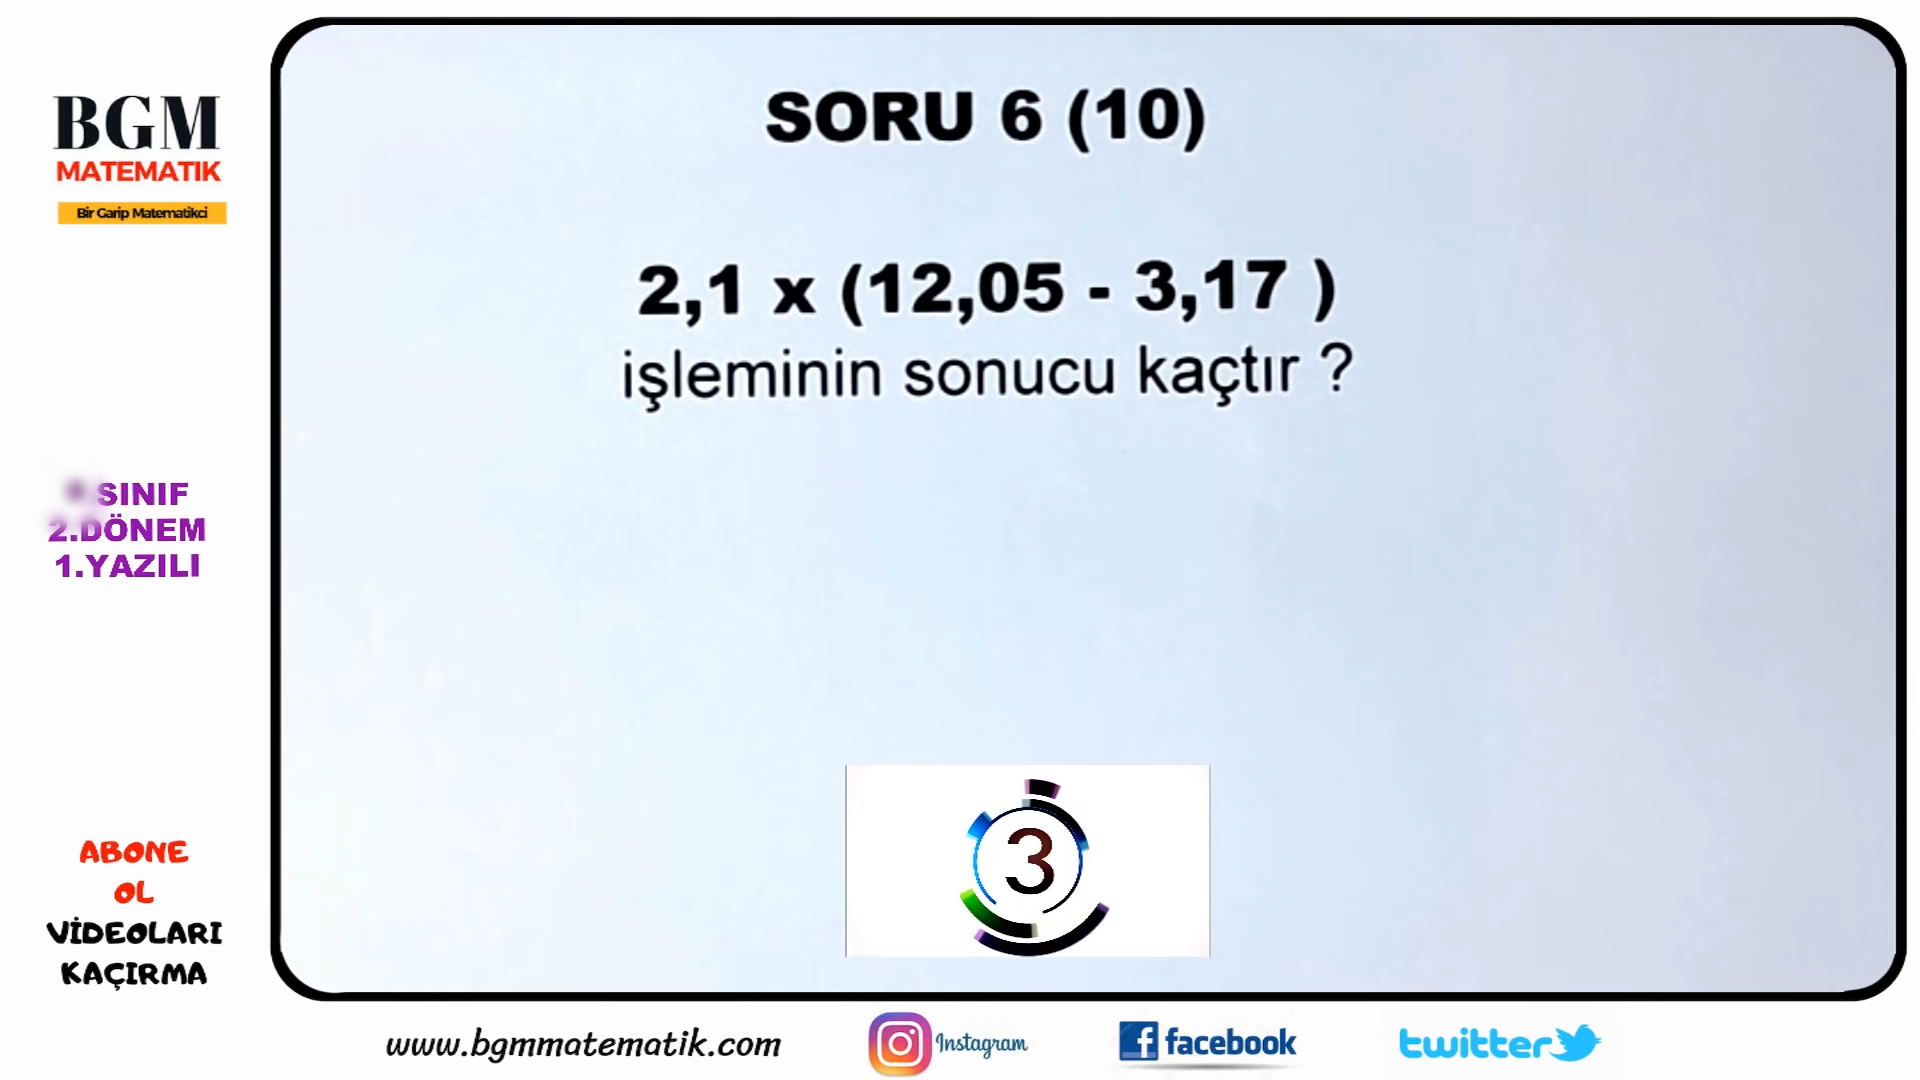 BGM
MATEMATIK
Bir Garip Matematikci
SINIF
2.DÖNEM
1.YAZILI
ABONE
OL
VİDEOLARI
KAÇIRMA
SORU 6 (10)
2,1 x (12,05 - 3,17 )
işleminin sonucu kaçtır ?
3
www.bgmmatematik.com
Instagram
facebook
twitter